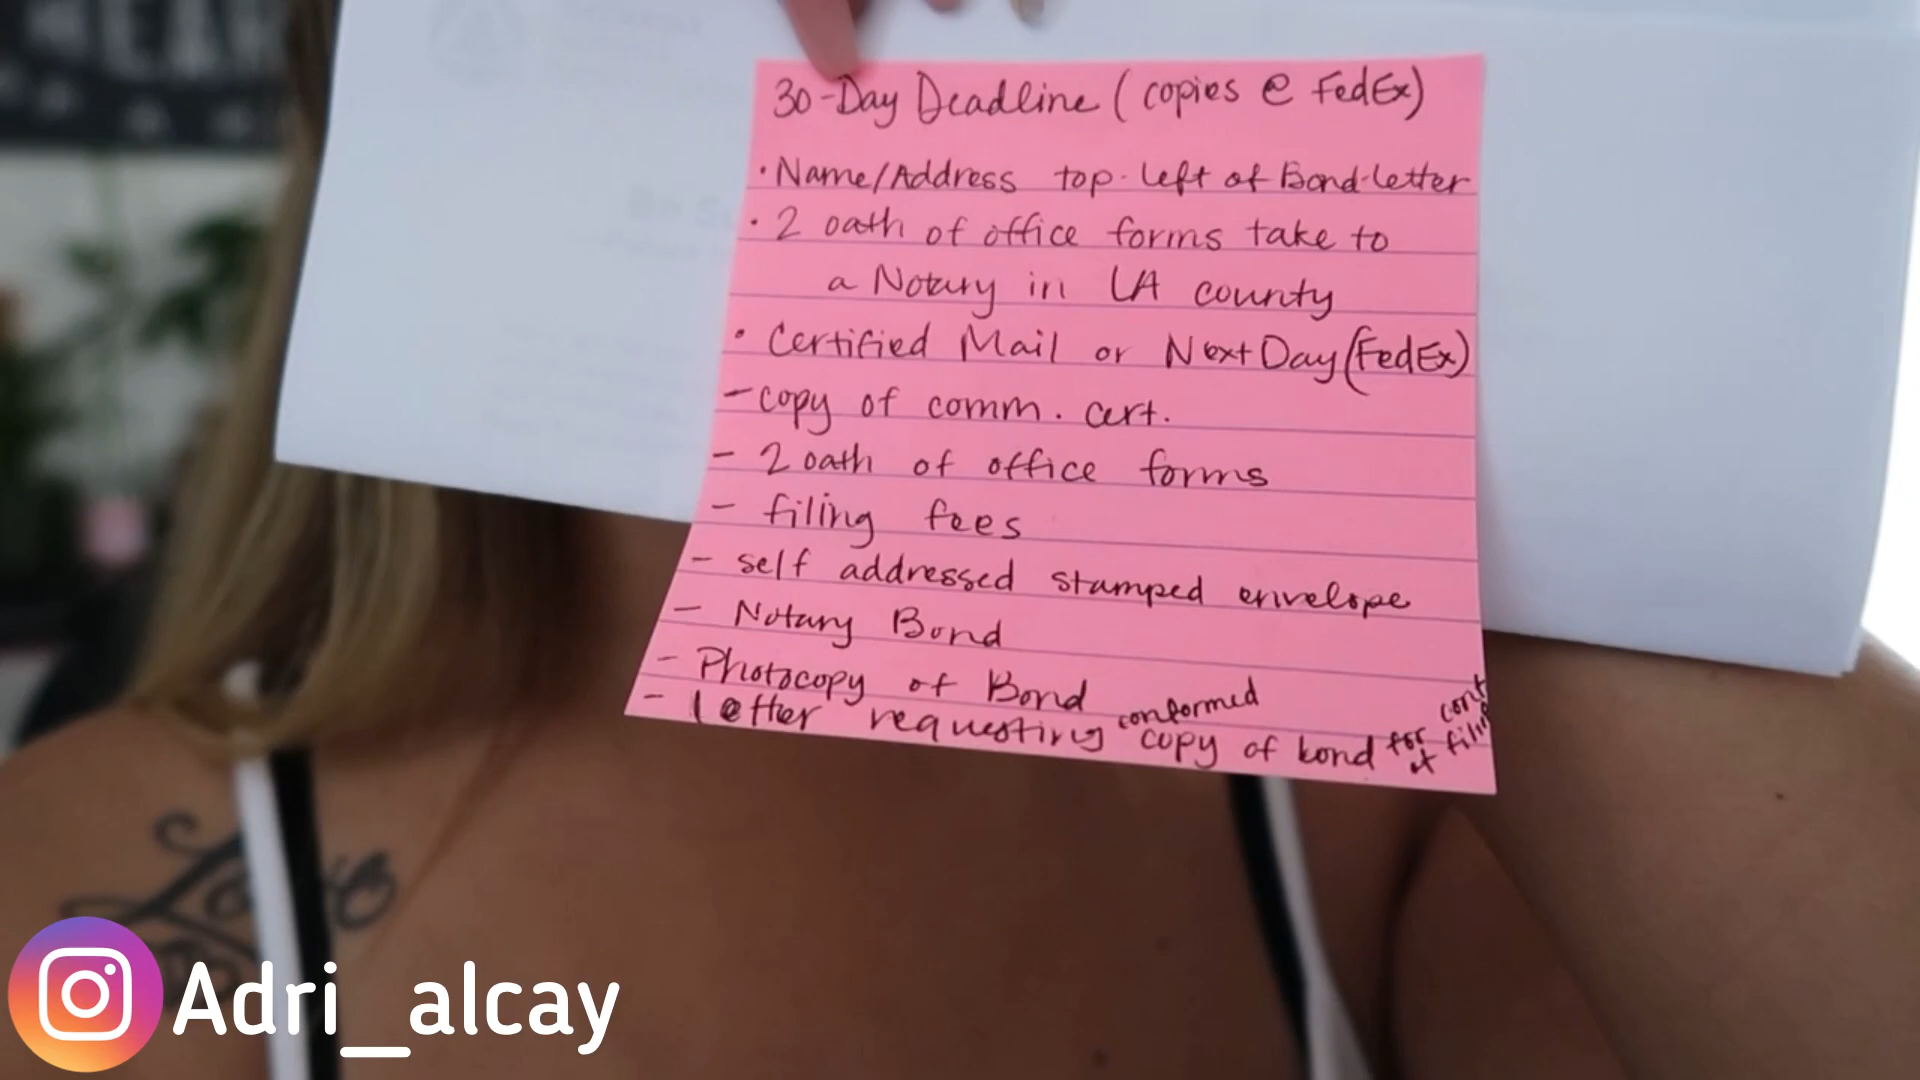 30-Day Deadline (copies @ FedEx)
· Name/Address top left of Bond letter
· 2 oath of office forms take to
a Notary in LA county
· Certified Mail or Next Day (FedEx)
- copy of comm. cert.
- 2 oath of office forms
- filing fees
- self addressed stamped envelope
- Notary Bond
- Photocopy of Bond
- letter requesting conformed copy of bond for
Love
Adri_alcay